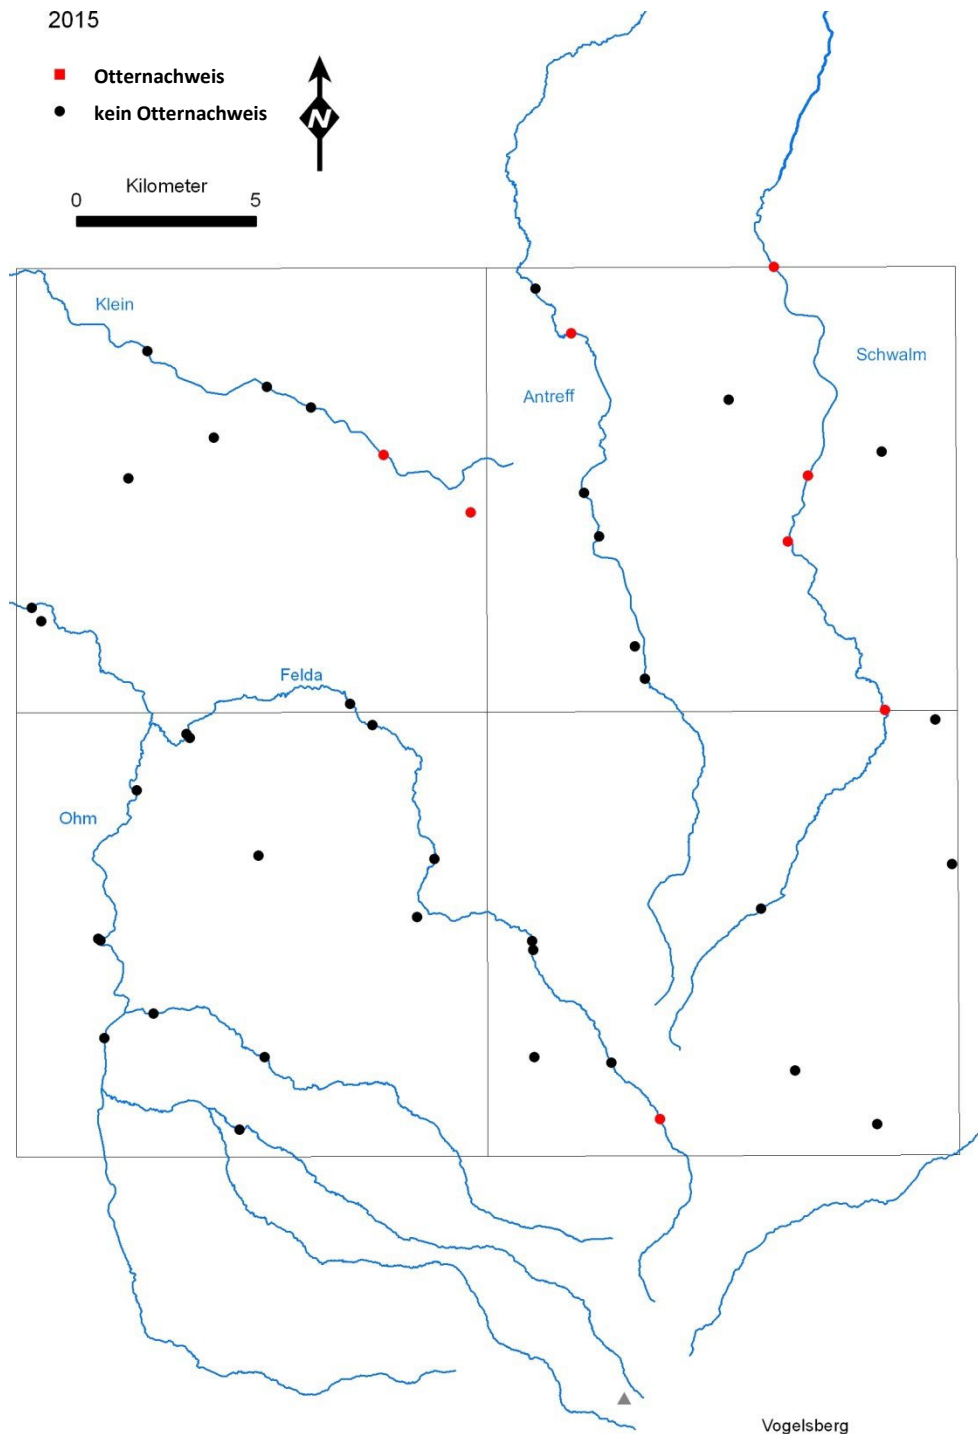 2015
Otternachweis
kein Otternachweis
N
Kilometer
0 5
Klein
Schwalm
Antreff
Felda
Ohm
Vogelsberg